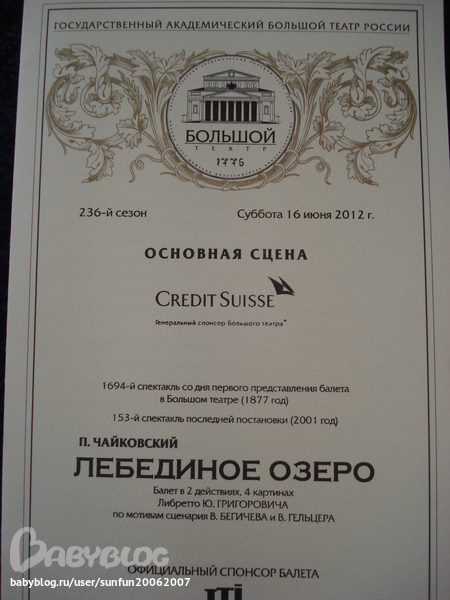 ГОСУДАРСТВЕННЫЙ АКАДЕМИЧЕСКИЙ БОЛЬШОЙ ТЕАТР РОССИИ
БОЛЬШОЙ
ТЕАТР
1776
236-й сезон Суббота 16 июня 2012 г.
ОСНОВНАЯ СЦЕНА
CREDIT SUISSE
Генеральный спонсор Большого театра
1694-й спектакль со дня первого представления балета
в Большом театре (1877 год)
153-й спектакль последней постановки (2001 год)
П. ЧАЙКОВСКИЙ
ЛЕБЕДИНОЕ ОЗЕРО
Балет в 2 действиях, 4 картинах
Либретто Ю. ГРИГОРОВИЧА
по мотивам сценария В. БЕГИЧЕВА и В. ГЕЛЬЦЕРА
BABYBLOG
ОФИЦИАЛЬНЫЙ СПОНСОР БАЛЕТА
babyblog.ru/user/sunfun20062007